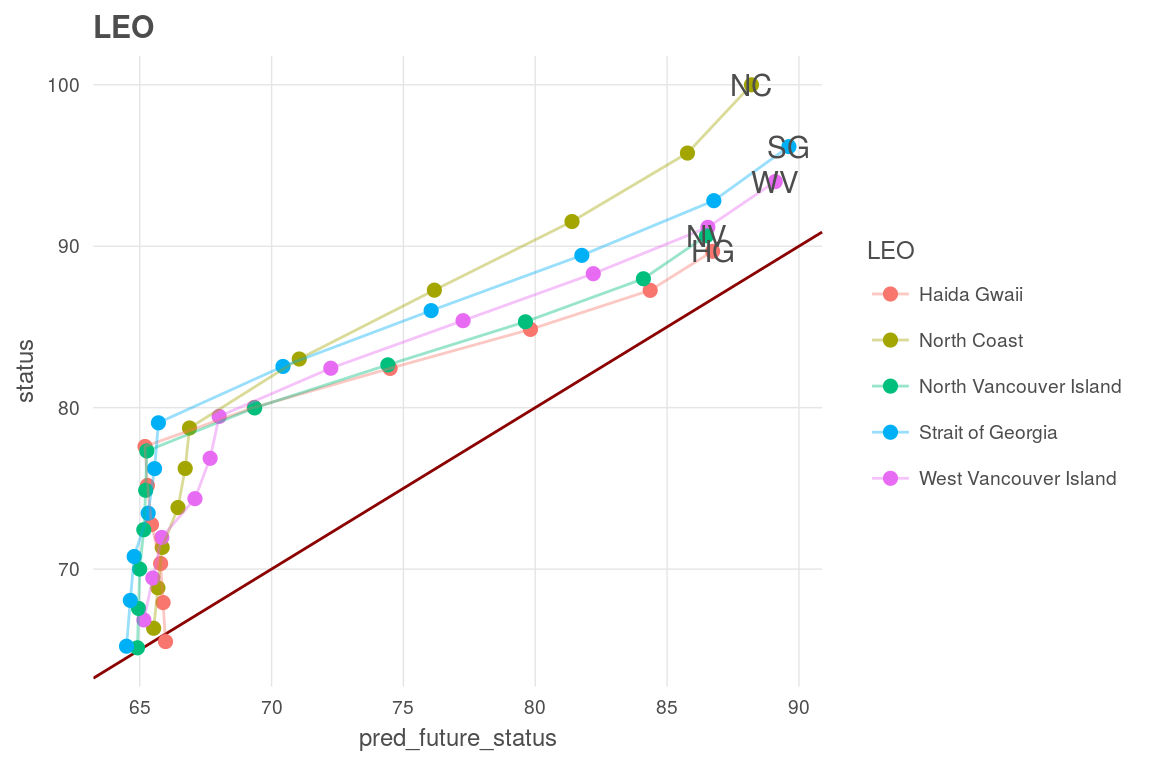 LEO
100
90
80
70
status
NC
SG
WV
NV
HG
65
70
75
80
85
90
pred_future_status
LEO
Haida Gwaii
North Coast
North Vancouver Island
Strait of Georgia
West Vancouver Island